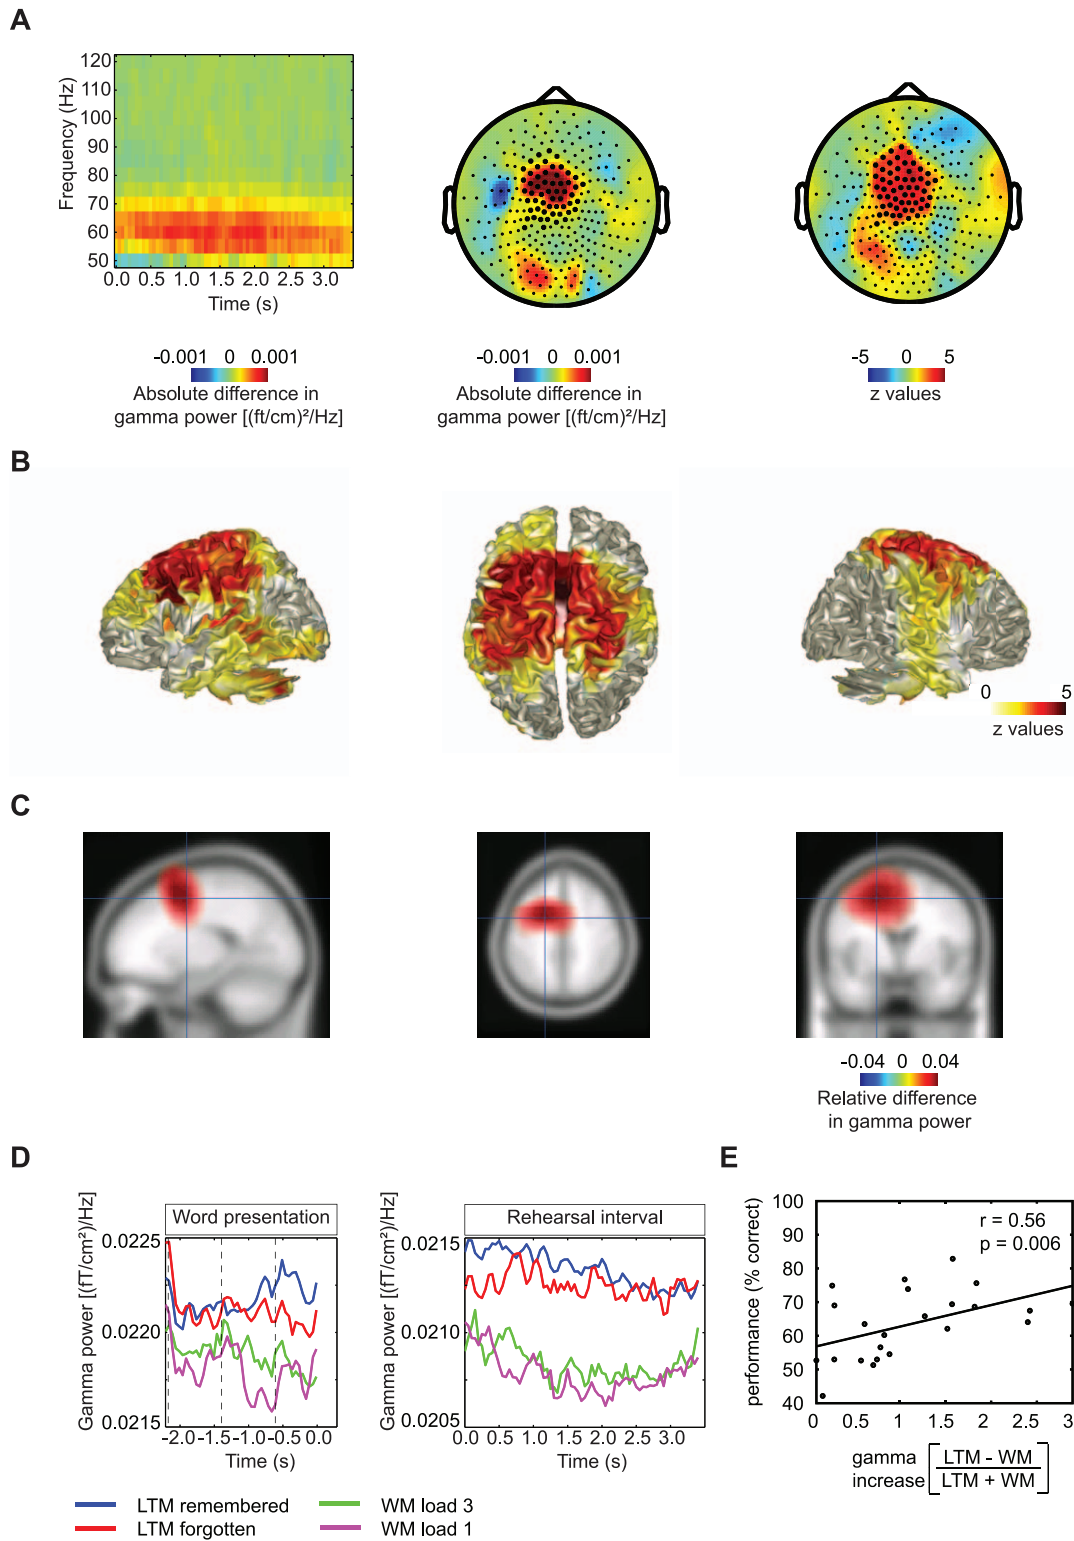 A
Frequency (Hz)
120
110
100
90
80
70
60
50
0.0 0.5 1.0 1.5 2.0 2.5 3.0
Time (s)
-0.001 0 0.001
Absolute difference in
gamma power [(ft/cm)²/Hz]
-0.001 0 0.001
Absolute difference in
gamma power [(ft/cm)²/Hz]
-5 0 5
z values
B
0 5
z values
C
-0.04 0 0.04
Relative difference
in gamma power
D
Word presentation
Gamma power [(fT/cm²)/Hz]
0.0225
0.0220
0.0215
-2.0 -1.5 -1.0 -0.5 0.0
Time (s)
Rehearsal interval
Gamma power [(fT/cm²)/Hz]
0.0215
0.0210
0.0205
0.0 0.5 1.0 1.5 2.0 2.5 3.0
Time (s)
LTM remembered
LTM forgotten
WM load 3
WM load 1
E
performance (% correct)
100
90
80
70
60
50
40
r = 0.56
p = 0.006
0 0.5 1 1.5 2 2.5 3
gamma
increase
LTM - WM
LTM + WM